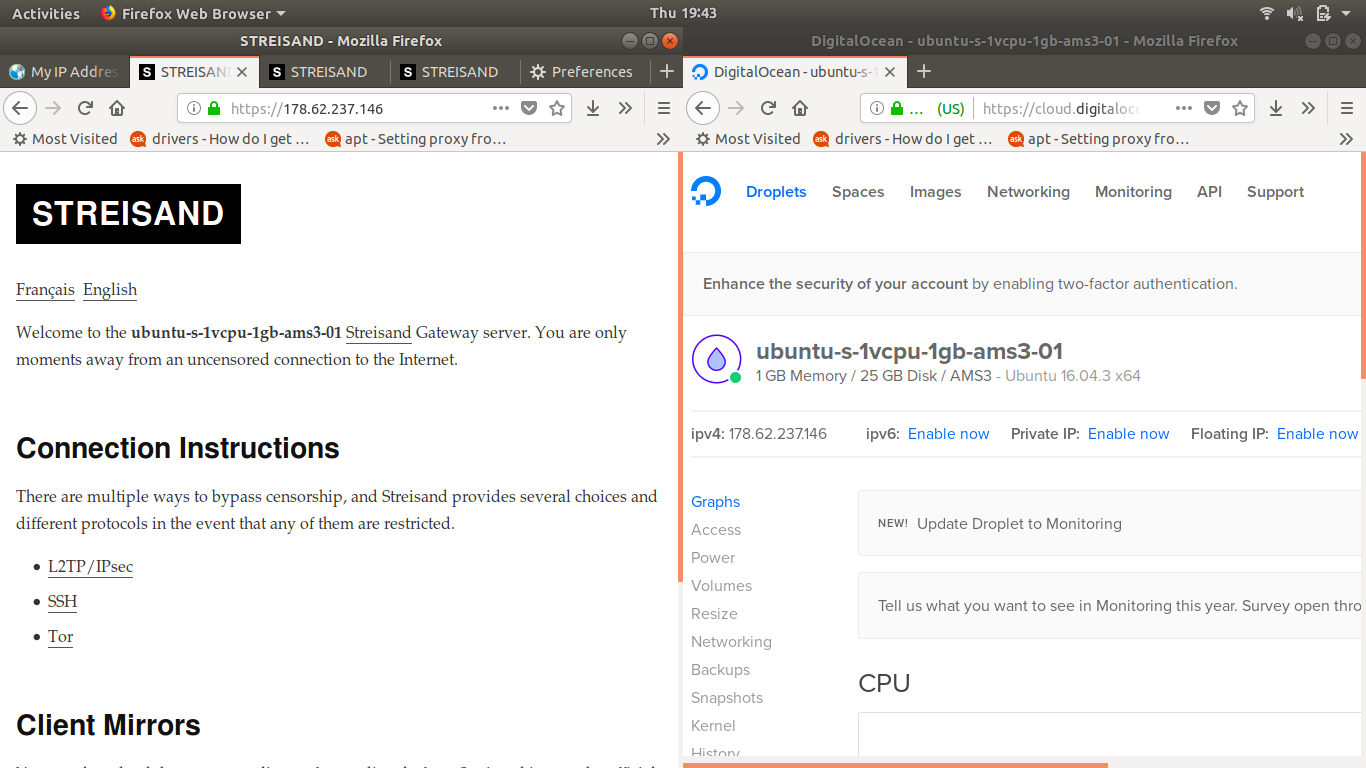 Activities Firefox Web Browser Thu 19:43
STREISAND - Mozilla Firefox
My IP Addres STREISAND STREISAND STREISAND Preferences
https://178.62.237.146
Most Visited drivers - How do I get ... apt - Setting proxy fro...
STREISAND
Français English
Welcome to the ubuntu-s-1vcpu-1gb-ams3-01 Streisand Gateway server. You are only
moments away from an uncensored connection to the Internet.
Connection Instructions
There are multiple ways to bypass censorship, and Streisand provides several choices and
different protocols in the event that any of them are restricted.
L2TP/IPsec
SSH
Tor
Client Mirrors
DigitalOcean - ubuntu-s-1vcpu-1gb-ams3-01 - Mozilla Firefox
DigitalOcean - ubuntu-s-1
... (US) https://cloud.digitaloc
Most Visited drivers - How do I get ... apt - Setting proxy fro...
Droplets Spaces Images Networking Monitoring API Support
Enhance the security of your account by enabling two-factor authentication.
ubuntu-s-1vcpu-1gb-ams3-01
1 GB Memory / 25 GB Disk / AMS3 - Ubuntu 16.04.3 x64
ipv4: 178.62.237.146 ipv6: Enable now Private IP: Enable now Floating IP: Enable now
Graphs
Access
Power
Volumes
Resize
Networking
Backups
Snapshots
Kernel
History
NEW! Update Droplet to Monitoring
Tell us what you want to see in Monitoring this year. Survey open thro
CPU